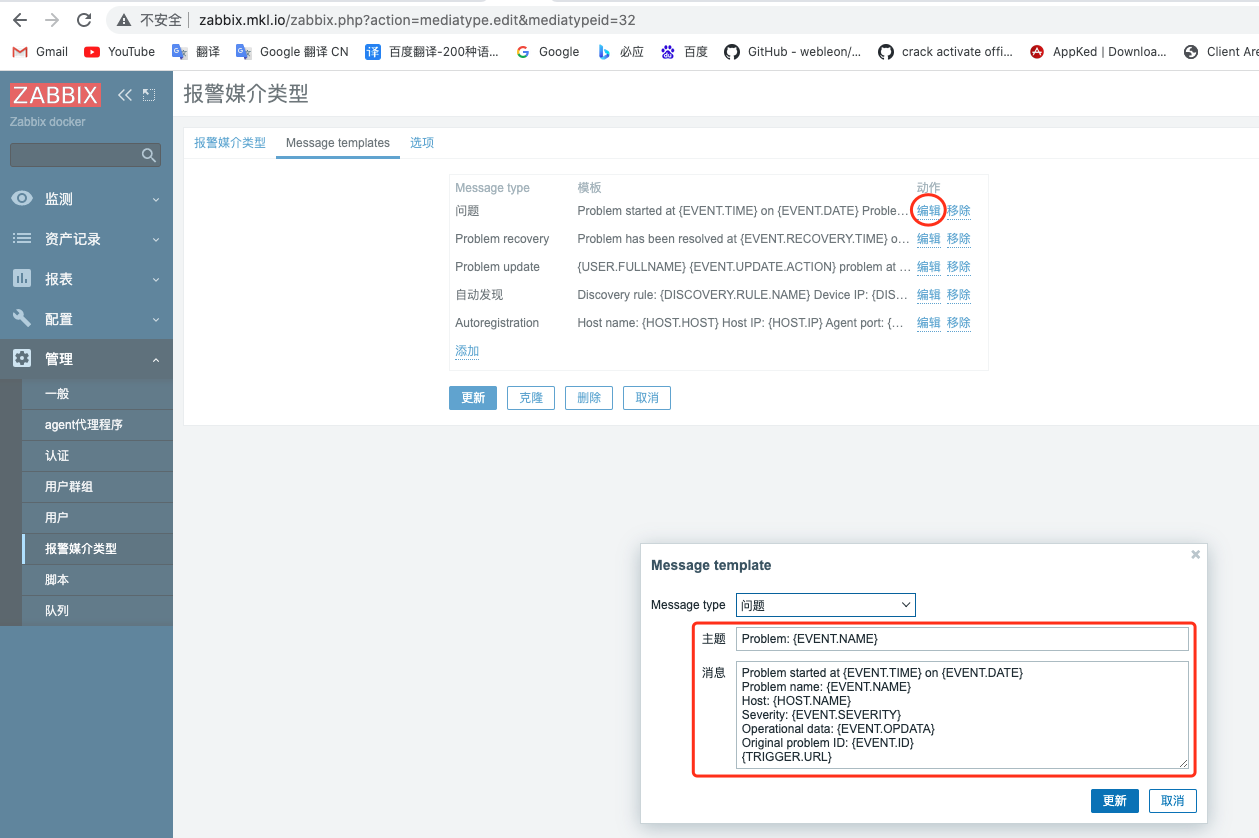 不安全 zabbix.mkl.io/zabbix.php?action=mediatype.edit&mediatypeid=32
Gmail YouTube 翻译 Google 翻译 CN 百度翻译-200种语... Google 必应 百度 GitHub - webleon/... crack activate offi... AppKed | Downloa... Client Are
ZABBIX
Zabbix docker
监测
资产记录
报表
配置
管理
一般
agent代理程序
认证
用户群组
用户
报警媒介类型
脚本
队列
报警媒介类型
报警媒介类型 Message templates 选项
Message type 模板 动作
问题 Problem started at {EVENT.TIME} on {EVENT.DATE} Proble... 编辑 移除
Problem recovery Problem has been resolved at {EVENT.RECOVERY.TIME} o... 编辑 移除
Problem update {USER.FULLNAME} {EVENT.UPDATE.ACTION} problem at ... 编辑 移除
自动发现 Discovery rule: {DISCOVERY.RULE.NAME} Device IP: {DIS... 编辑 移除
Autoregistration Host name: {HOST.HOST} Host IP: {HOST.IP} Agent port: {... 编辑 移除
添加
更新 克隆 删除 取消
Message template
Message type 问题
主题 Problem: {EVENT.NAME}
消息 Problem started at {EVENT.TIME} on {EVENT.DATE}
Problem name: {EVENT.NAME}
Host: {HOST.NAME}
Severity: {EVENT.SEVERITY}
Operational data: {EVENT.OPDATA}
Original problem ID: {EVENT.ID}
{TRIGGER.URL}
更新 取消